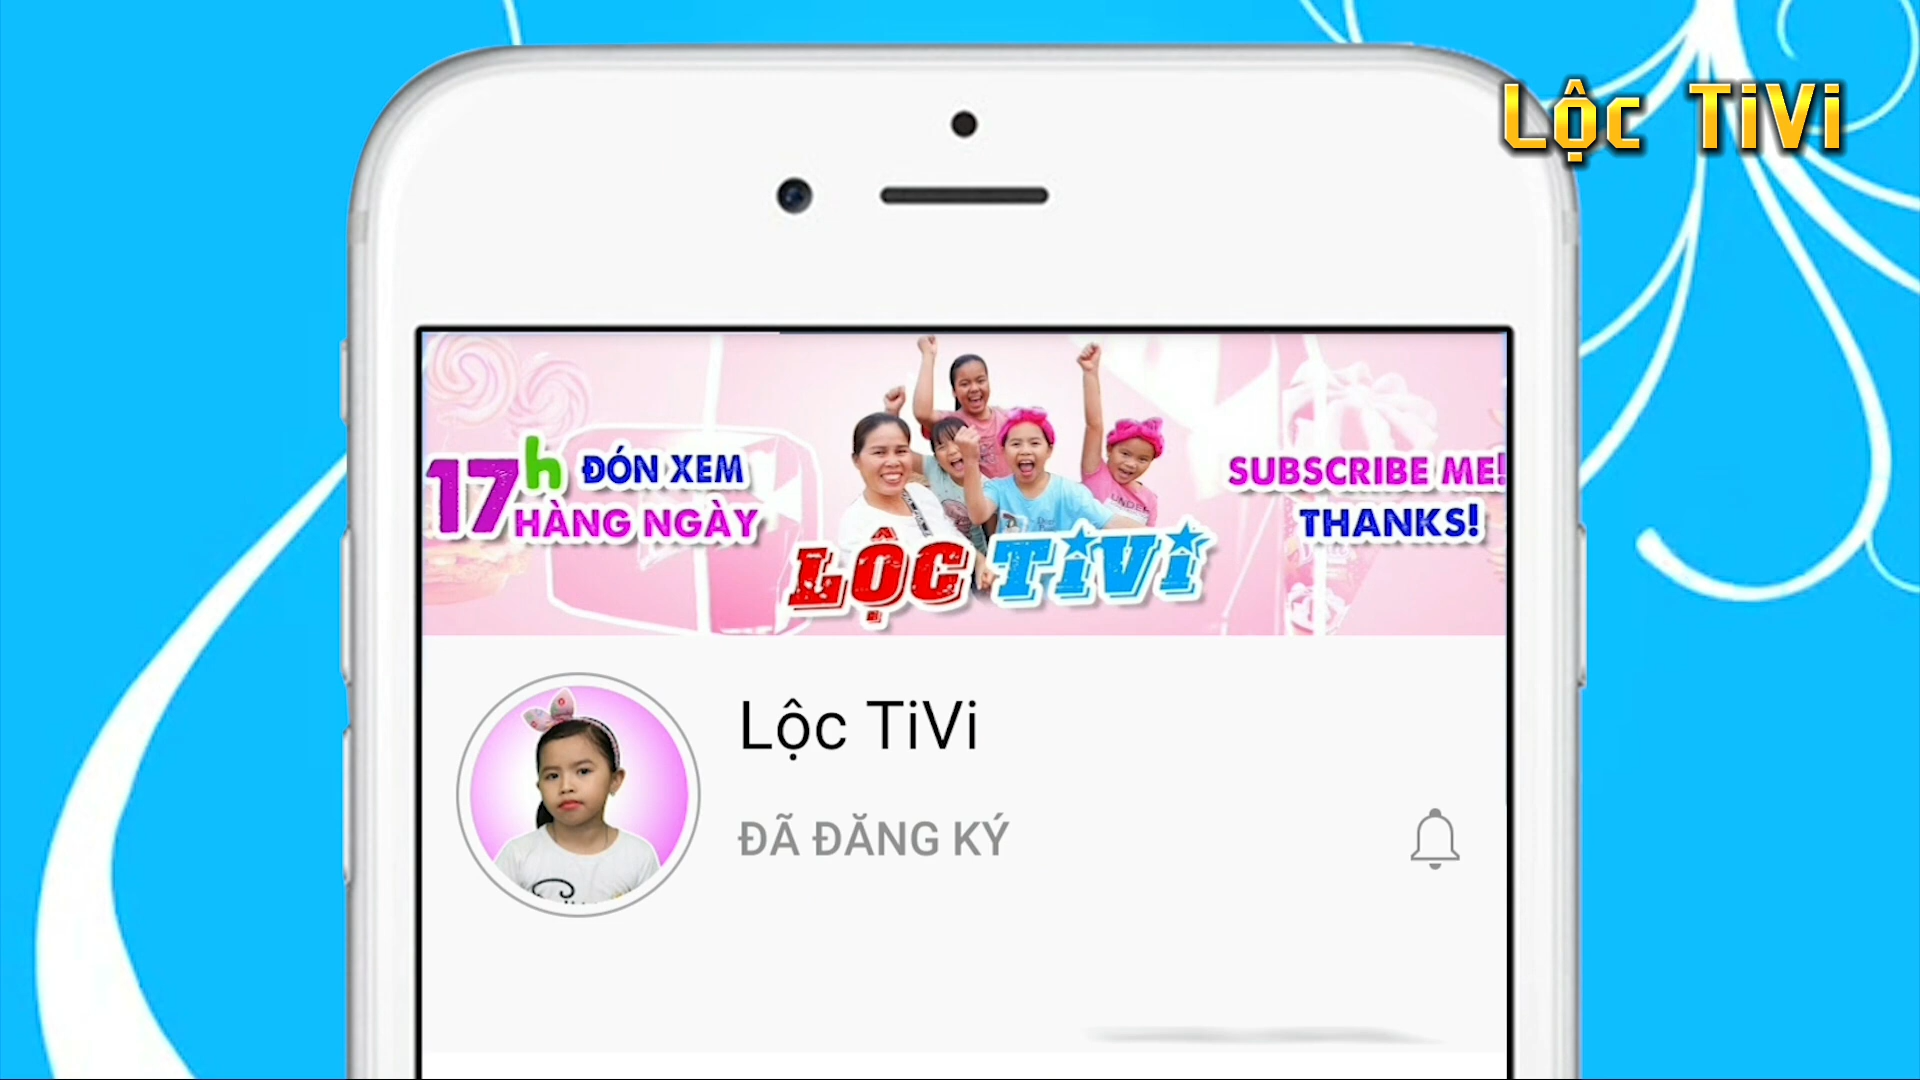 Lộc TiVi
17h ĐÓN XEM
HÀNG NGÀY
LỘC TiVi
SUBSCRIBE ME!
THANKS!
Lộc TiVi
ĐÃ ĐĂNG KÝ